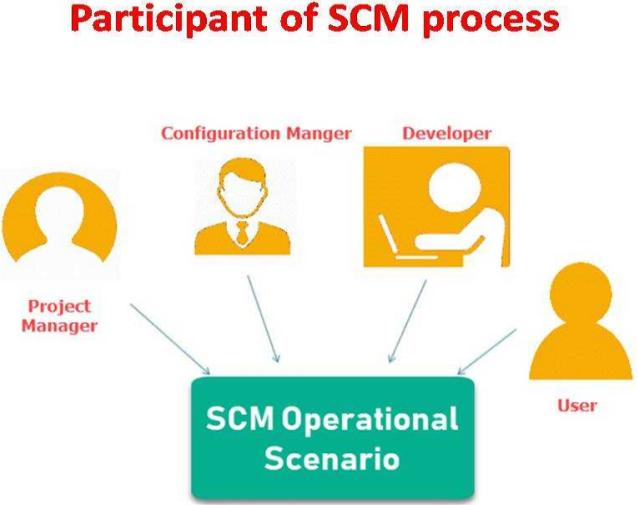 Participant of SCM process
Configuration Manger
Developer
Project
Manager
User
SCM Operational
Scenario